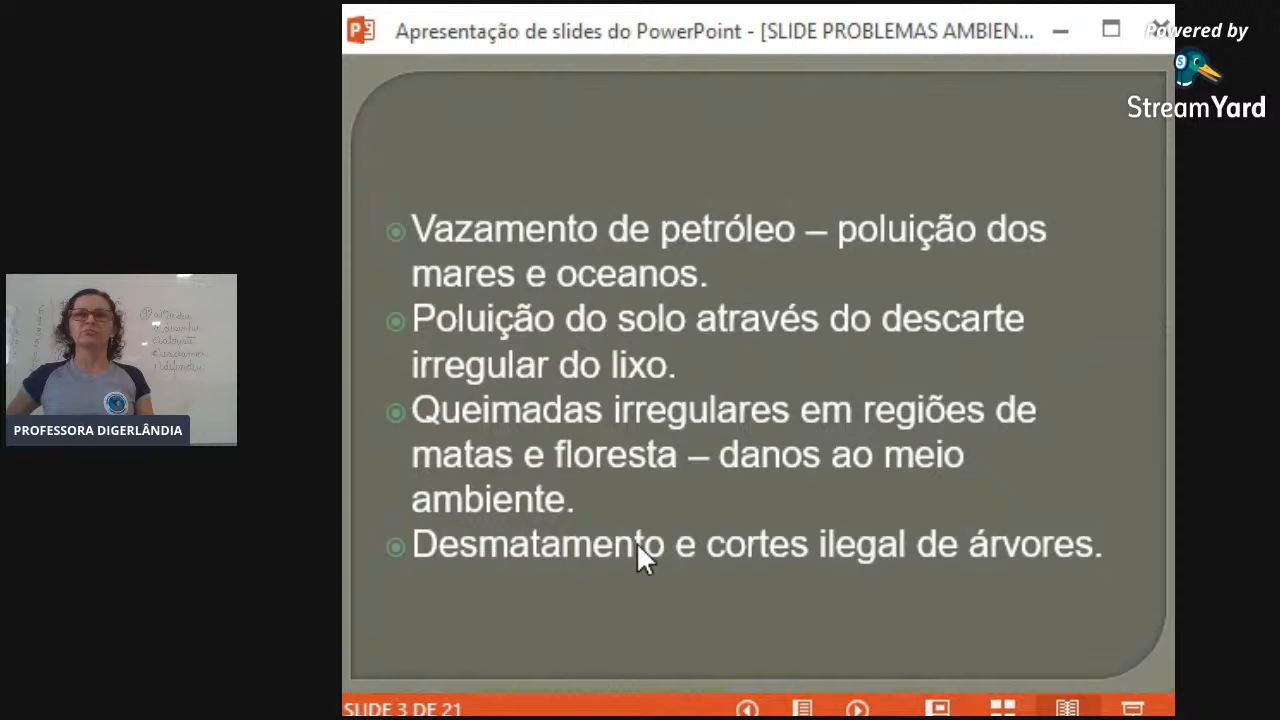 Apresentação de slides do PowerPoint - [SLIDE PROBLEMAS AMBIEN...
Powered by
StreamYard
Vazamento de petróleo – poluição dos
mares e oceanos.
Poluição do solo através do descarte
irregular do lixo.
Queimadas irregulares em regiões de
matas e floresta – danos ao meio
ambiente.
Desmatamento e cortes ilegal de árvores.
PROFESSORA DIGERLÂNDIA
SLIDE 3 DE 21